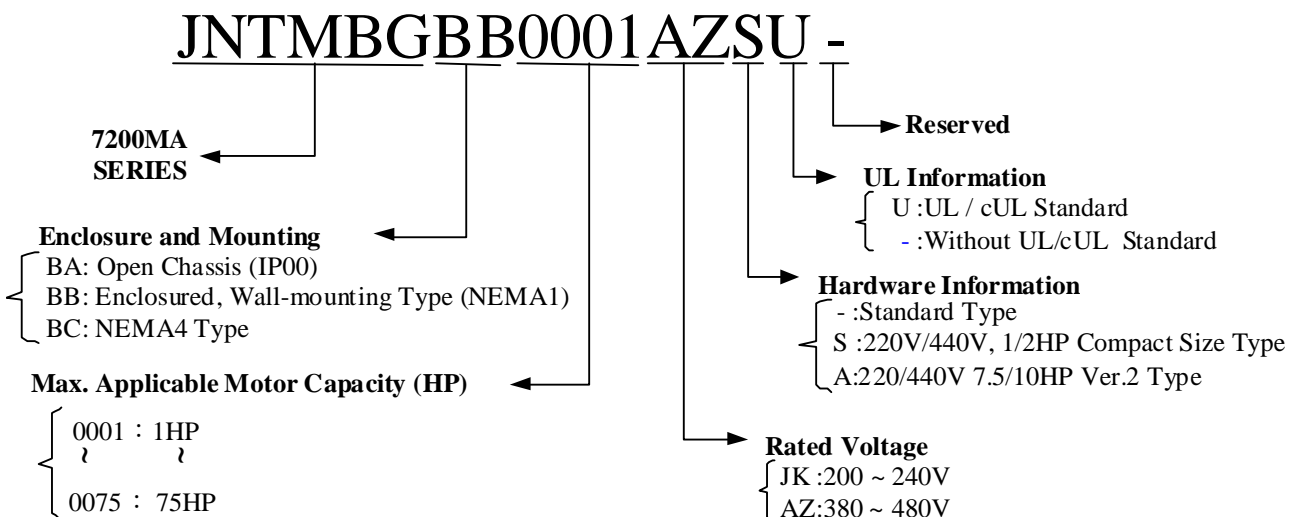 JNTMBGBB0001AZSU -
7200MA
SERIES
Reserved
UL Information
U :UL / cUL Standard
- :Without UL/cUL Standard
Enclosure and Mounting
BA: Open Chassis (IP00)
BB: Enclosured, Wall-mounting Type (NEMA1)
BC: NEMA4 Type
Hardware Information
- :Standard Type
S :220V/440V, 1/2HP Compact Size Type
A:220/440V 7.5/10HP Ver.2 Type
Max. Applicable Motor Capacity (HP)
0001 : 1HP
~ ~
0075 : 75HP
Rated Voltage
JK :200 ~ 240V
AZ:380 ~ 480V